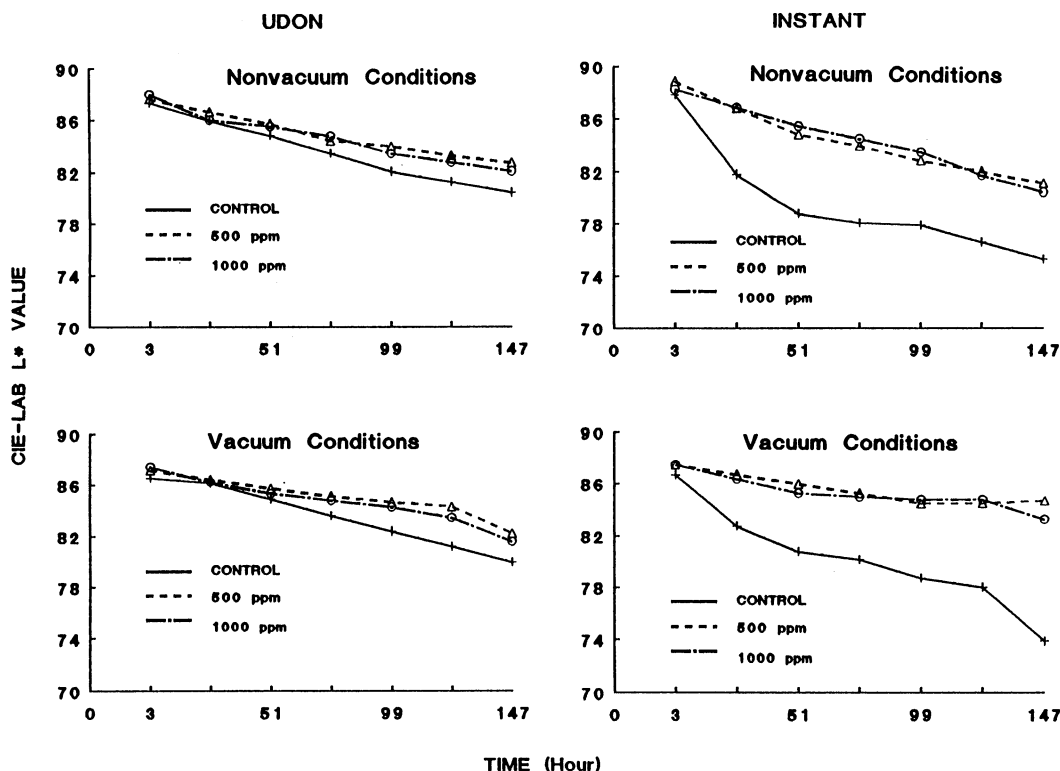 UDON
INSTANT
CIE-LAB L* VALUE
Nonvacuum Conditions
90
86
82
78
74
70
CONTROL
500 ppm
1000 ppm
0 3 51 99 147
Nonvacuum Conditions
90
86
82
78
74
70
CONTROL
500 ppm
1000 ppm
0 3 51 99 147
Vacuum Conditions
90
86
82
78
74
70
CONTROL
500 ppm
1000 ppm
0 3 51 99 147
Vacuum Conditions
90
86
82
78
74
70
CONTROL
500 ppm
1000 ppm
0 3 51 99 147
TIME (Hour)